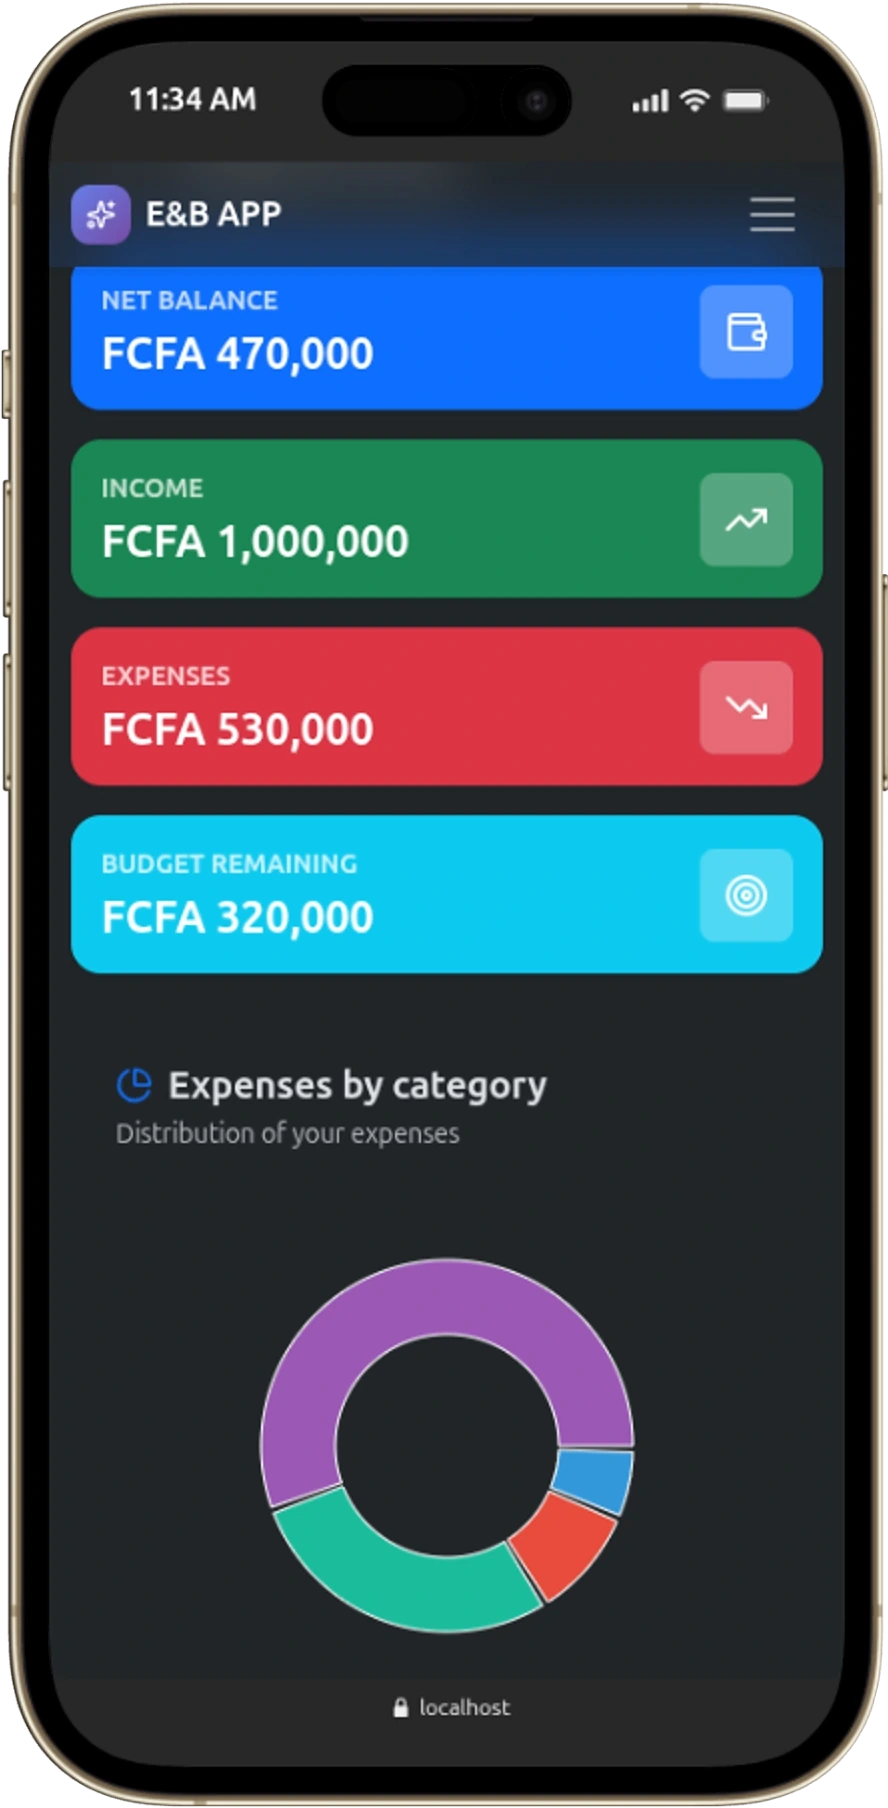 11:34 AM
E&B APP
NET BALANCE
FCFA 470,000
INCOME
FCFA 1,000,000
EXPENSES
FCFA 530,000
BUDGET REMAINING
FCFA 320,000
Expenses by category
Distribution of your expenses
localhost